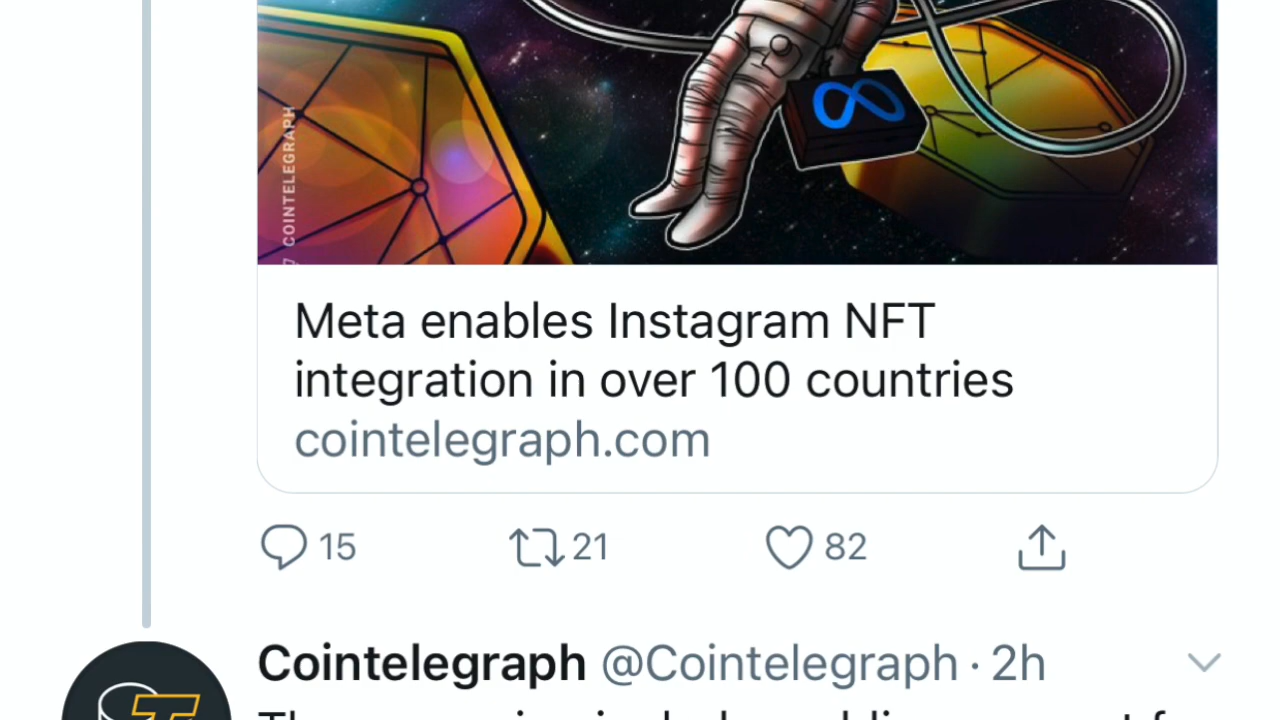 COINTELEGRAPH
Meta enables Instagram NFT
integration in over 100 countries
cointelegraph.com
15 21 82
Cointelegraph @Cointelegraph · 2h